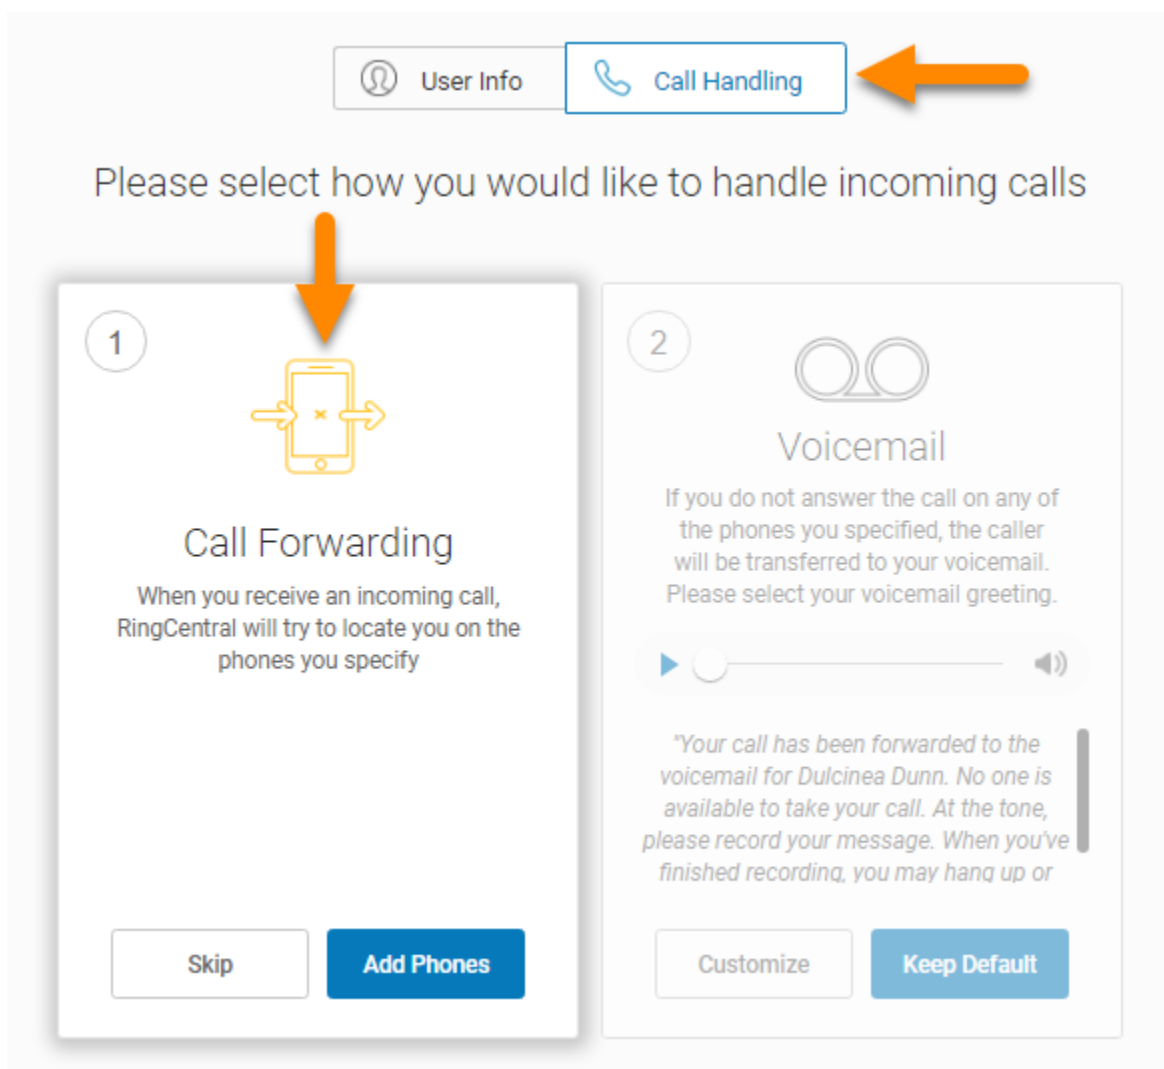 User Info
Call Handling
Please select how you would like to handle incoming calls
1
Call Forwarding
When you receive an incoming call,
RingCentral will try to locate you on the
phones you specify
Skip
Add Phones
2
Voicemail
If you do not answer the call on any of
the phones you specified, the caller
will be transferred to your voicemail.
Please select your voicemail greeting.
"Your call has been forwarded to the
voicemail for Dulcinea Dunn. No one is
available to take your call. At the tone,
please record your message. When you've
finished recording, you may hang up or
Customize
Keep Default